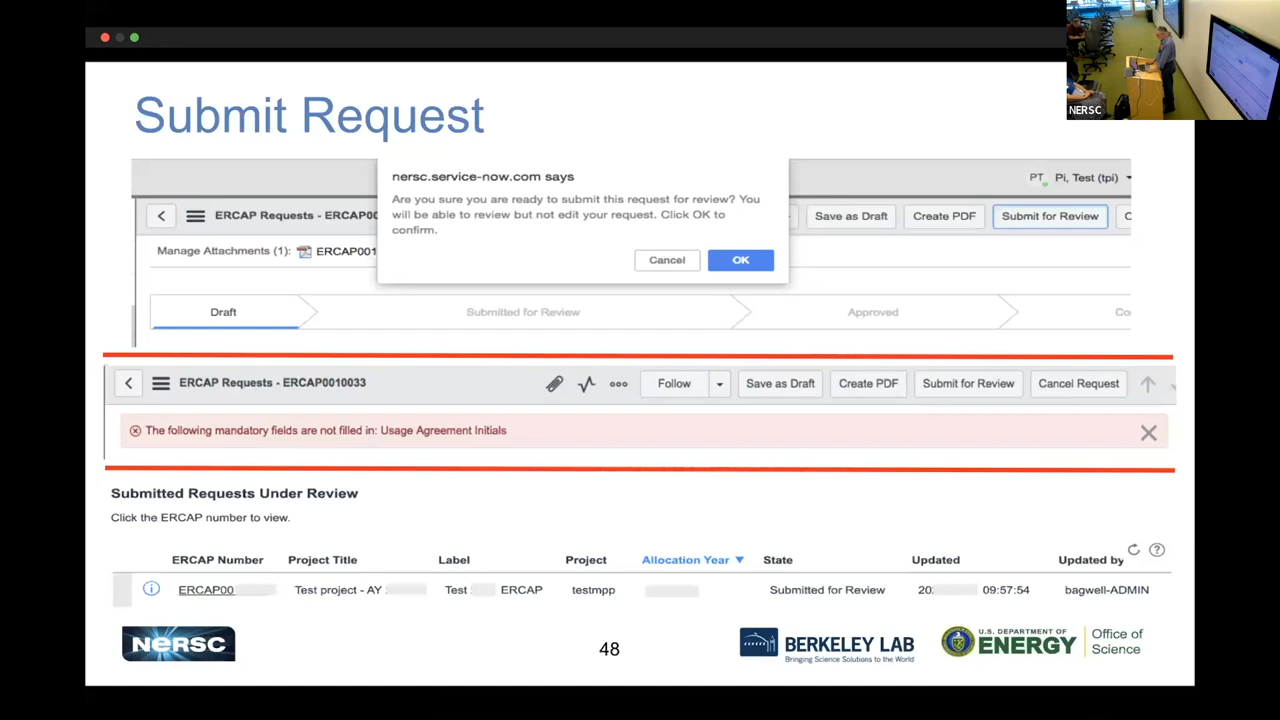 NERSC
Submit Request
nersc.service-now.com says
Are you sure you are ready to submit this request for review? You
will be able to review but not edit your request. Click OK to
confirm.
Cancel OK
PT Pi, Test (tpi)
ERCAP Requests - ERCAP00
Save as Draft Create PDF Submit for Review C
Manage Attachments (1): ERCAP001
Draft Submitted for Review Approved Co
ERCAP Requests - ERCAP0010033 Follow Save as Draft Create PDF Submit for Review Cancel Request
The following mandatory fields are not filled in: Usage Agreement Initials
Submitted Requests Under Review
Click the ERCAP number to view.
ERCAP Number Project Title Label Project Allocation Year State Updated Updated by
ERCAP00 Test project - AY Test ERCAP testmpp Submitted for Review 20 09:57:54 bagwell-ADMIN
NERSC
48
BERKELEY LAB
Bringing Science Solutions to the World
U.S. DEPARTMENT OF
ENERGY
Office of
Science